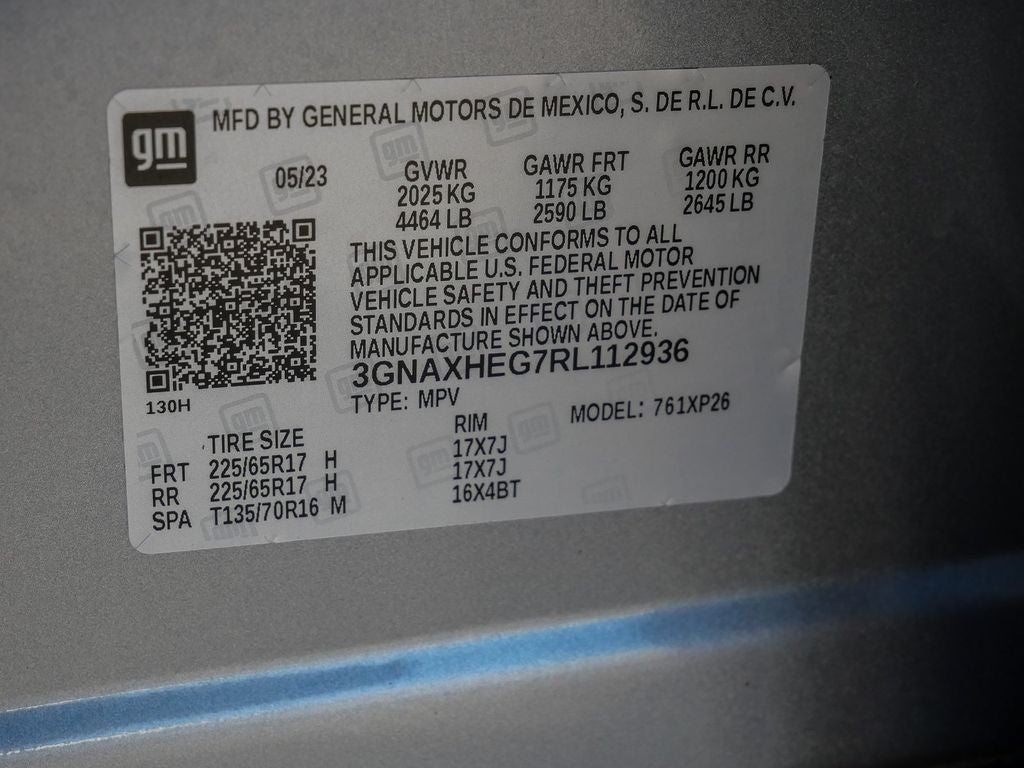 gm
MFD BY GENERAL MOTORS DE MEXICO, S. DE R.L. DE C.V.
05/23
GVWR GAWR FRT GAWR RR
2025 KG 1175 KG 1200 KG
4464 LB 2590 LB 2645 LB
THIS VEHICLE CONFORMS TO ALL
APPLICABLE U.S. FEDERAL MOTOR
VEHICLE SAFETY AND THEFT PREVENTION
STANDARDS IN EFFECT ON THE DATE OF
MANUFACTURE SHOWN ABOVE.
3GNAXHEG7RL112936
130H
TYPE: MPV MODEL: 761XP26
TIRE SIZE RIM
FRT 225/65R17 H 17X7J
RR 225/65R17 H 17X7J
SPA T135/70R16 M 16X4BT